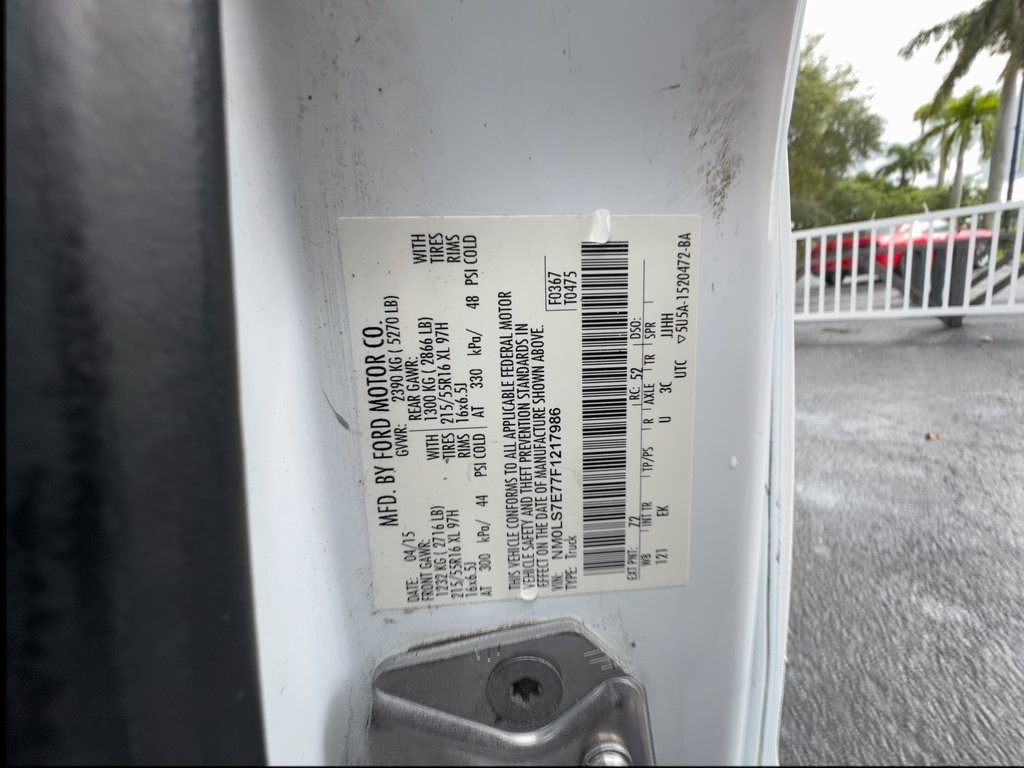 MFD. BY FORD MOTOR CO.
DATE: 04/15 GVWR: 2390 KG ( 5270 LB)
FRONT GAWR: REAR GAWR:
1232 KG ( 2716 LB) WITH 1300 KG ( 2866 LB) WITH
215/55R16 XL 97H TIRES 215/55R16 XL 97H TIRES
16x6.5J RIMS 16x6.5J RIMS
AT 300 kPa/ 44 PSI COLD AT 330 kPa/ 48 PSI COLD
THIS VEHICLE CONFORMS TO ALL APPLICABLE FEDERAL MOTOR
VEHICLE SAFETY AND THEFT PREVENTION STANDARDS IN
EFFECT ON THE DATE OF MANUFACTURE SHOWN ABOVE.
VIN: NM0LS7E77F1217986 F0367
TYPE: Truck T0475
EXT PNT: 7Z RC: 52 DSO:
WB INT TR TP/PS R AXLE TR SPR
121 EK U 3C JJHH
UTC ▽5U5A-1520472-BA